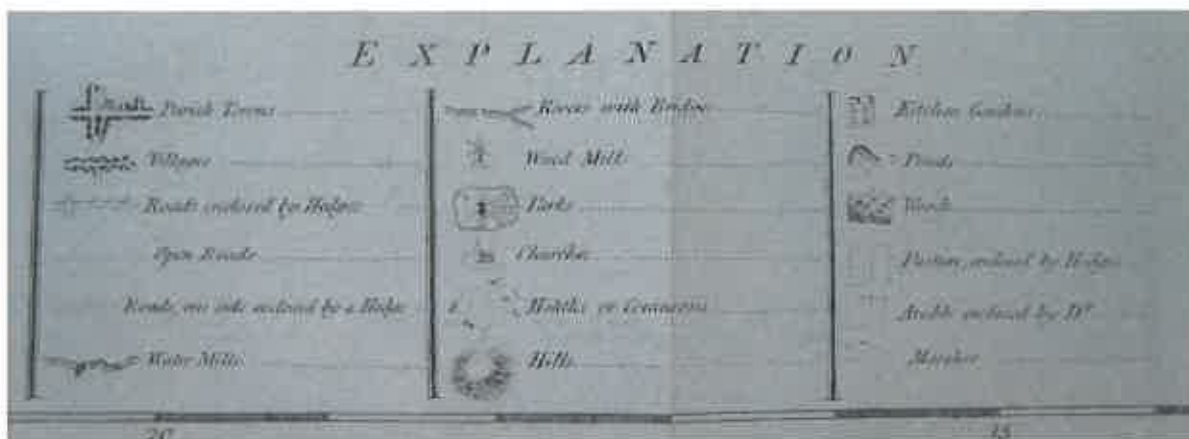 EXPLANATION
Parish Towns
Villages
Roads enclosed by Hedges
Open Roads
Roads, one side enclosed by a Hedge
Water Mills
Rivers with Bridges
Wind Mills
Parks
Churches
Heaths or Commons
Hills
Kitchen Gardens
Ponds
Woods
Pasture, enclosed by Hedges
Arable enclosed by Do
Marshes
20
15